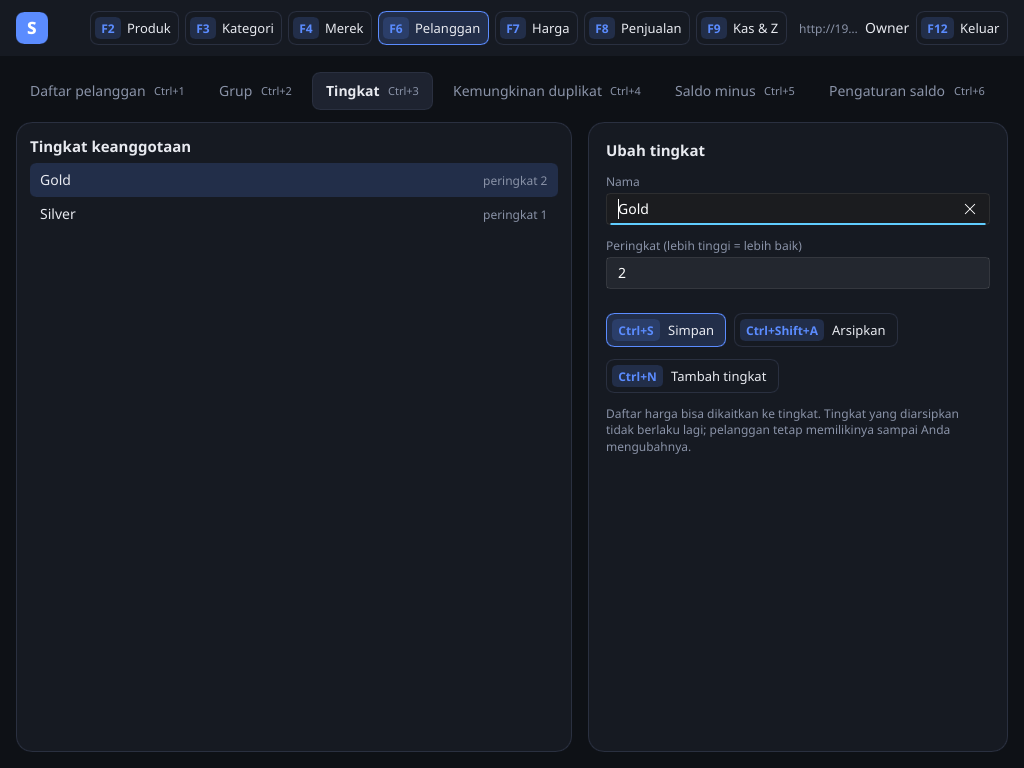 S F2 Produk F3 Kategori F4 Merek F6 Pelanggan F7 Harga F8 Penjualan F9 Kas & Z http://19... Owner F12 Keluar
Daftar pelanggan Ctrl+1 Grup Ctrl+2 Tingkat Ctrl+3 Kemungkinan duplikat Ctrl+4 Saldo minus Ctrl+5 Pengaturan saldo Ctrl+6
Tingkat keanggotaan
Gold peringkat 2
Silver peringkat 1
Ubah tingkat
Nama
Gold
Peringkat (lebih tinggi = lebih baik)
2
Ctrl+S Simpan Ctrl+Shift+A Arsipkan
Ctrl+N Tambah tingkat
Daftar harga bisa dikaitkan ke tingkat. Tingkat yang diarsipkan
tidak berlaku lagi; pelanggan tetap memilikinya sampai Anda
mengubahnya.